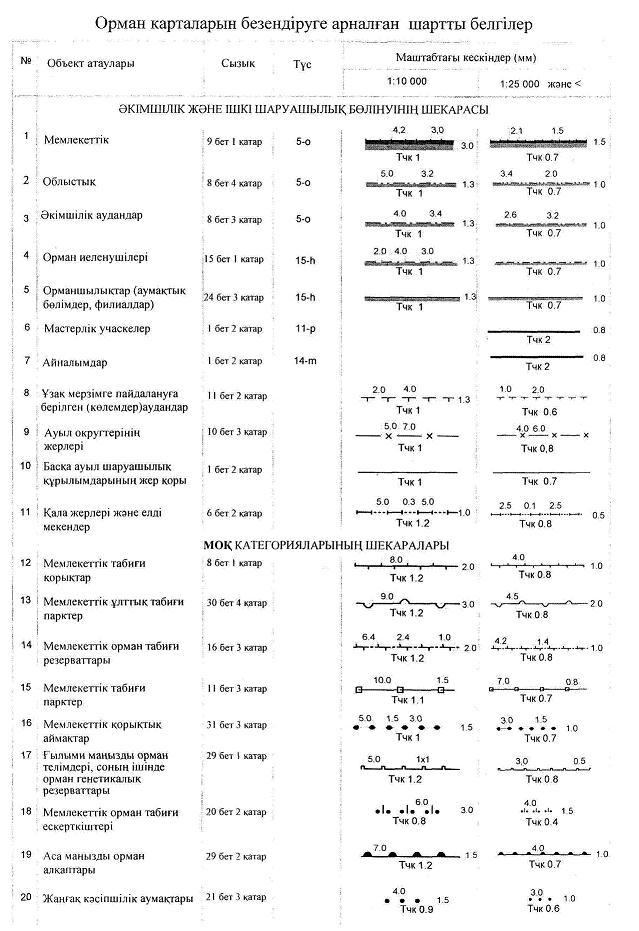 Орман карталарын безендіруге арналған шартты белгілер
№ Объект атаулары Сызык Түс Маштабтағы кескіндер (мм)
1:10 000 1:25 000 және <
ӘКІМШІЛІК ЖӘНЕ ІШКІ ШАРУАШЫЛЫҚ БӨЛІНУІНІҢ ШЕКАРАСЫ
1 Мемлекеттік 9 бет 1 қатар 5-о 4,2 3,0 3.0 Тчк 1 2.1 1.5 1.5 Тчк 0.7
2 Облыстық 8 бет 4 қатар 5-о 5.0 3.2 1.3 Тчк 1 3.4 2.0 1.0 Тчк 0.7
3 Әкімшілік аудандар 8 бет 3 қатар 5-о 4.0 3.4 1.3 Тчк 1 2.6 3.2 1.0 Тчк 0.7
4 Орман иеленушілері 15 бет 1 қатар 15-h 2.0 4.0 3.0 1.3 Тчк 1 1.0 Тчк 0.7
5 Орманшылықтар (аумақтык
бөлімдер, филиалдар) 24 бет 3 қатар 15-h 1.3 Тчк 1 1.0 Тчк 0.7
6 Мастерлік учаскелер 1 бет 2 қатар 11-р 0.8 Тчк 2
7 Айналымдар 1 бет 2 қатар 14-m 0.8 Тчк 2
8 Ұзақ мерзімге пайдалануға
берілген (көлемдер)аудандар 11 бет 2 қатар 2.0 4.0 1.3 Тчк 1 1.0 2.0 Тчк 0.6
9 Ауыл округтерінің
жерлері 10 бет 3 қатар 5.0 7.0 Тчк 1 4.0 6.0 Тчк 0,8
10 Басқа ауыл шаруашылық
құрылымдарының жер қоры 1 бет 2 қатар Тчк 1 Тчк 0.7
11 Қала жерлері және елді
мекендер 6 бет 2 қатар 5.0 0.3 5.0 1.0 Тчк 1.2 2.5 0.1 2.5 0.5 Тчк 0.8
МОҚ КАТЕГОРИЯЛАРЫНЫҢ ШЕКАРАЛАРЫ
12 Мемлекеттік табиғи
қорықтар 8 бет 1 қатар 8.0 2.0 Тчк 1.2 4.0 1.0 Тчк 0.8
13 Мемлекеттік ұлттық табиғи
парктер 30 бет 4 қатар 9.0 3.0 Тчк 1.2 4.5 2.0 Тчк 0.8
14 Мемлекеттік орман табиғи
резерваттары 16 бет 3 қатар 6.4 2.4 1.0 2.0 Тчк 1.2 4.2 1.4 1.0 Тчк 0.8
15 Мемлекеттік табиғи
парктер 11 бет 3 қатар 10.0 1.5 Тчк 1.1 7.0 0.8 Тчк 0.7
16 Мемлекеттік қорықтық
аймақтар 31 бет 3 қатар 5.0 1.5 3.0 1.5 Тчк 1 3.0 1.5 1.0 Тчк 0.7
17 Ғылыми маңызды орман
телімдері, соның ішінде
орман генетикалық
резерваттары 29 бет 1 қатар 5.0 1x1 Тчк 1.2 3,0 0.5 Тчк 0.8
18 Мемлекеттік орман табиғи
ескерткіштері 20 бет 2 қатар 6.0 3.0 Тчк 0.8 4.0 1.5 Тчк 0.4
19 Аса маңызды орман
алқаптары 29 бет 2 қатар 7.0 1.5 Тчк 1.2 4.0 1.0 Тчк 0.7
20 Жаңғақ кәсіпшілік аумақтары 21 бет 3 қатар 4.0 1.5 Тчк 0.9 3.0 1.0 Тчк 0.6